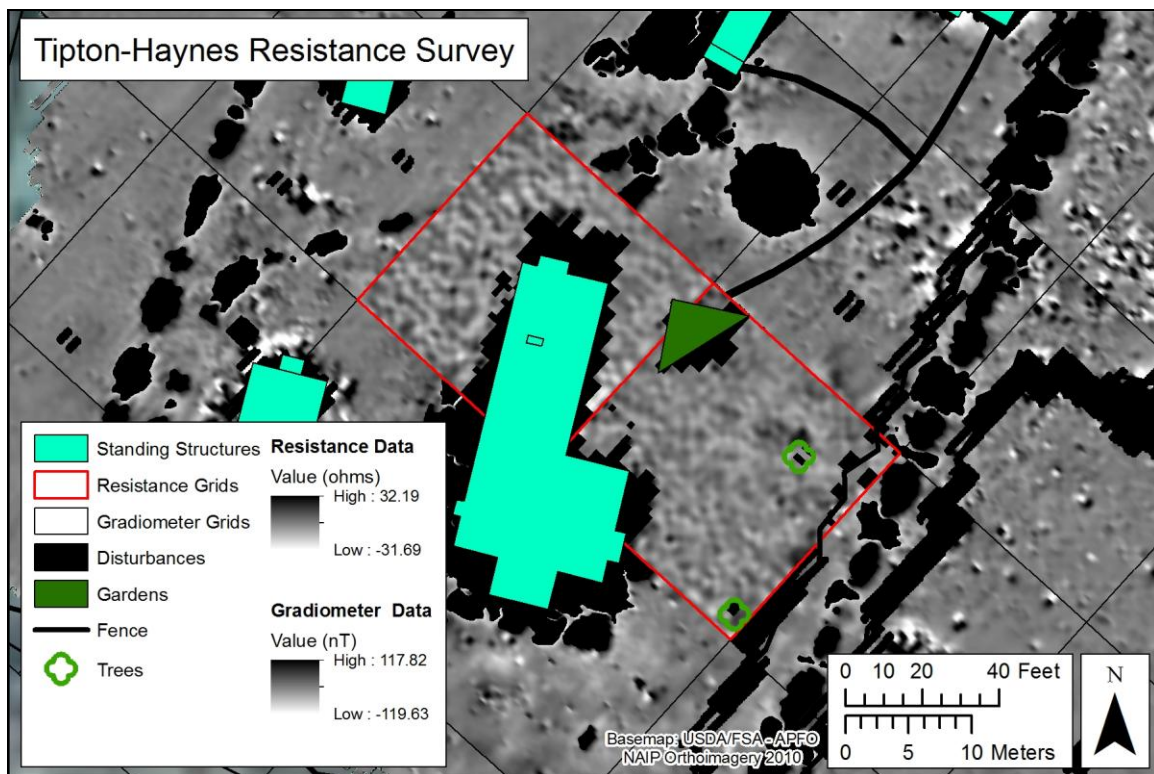 Tipton-Haynes Resistance Survey
Standing Structures
Resistance Grids
Gradiometer Grids
Disturbances
Gardens
Fence
Trees
Resistance Data
Value (ohms)
High : 32.19
Low : -31.69
Gradiometer Data
Value (nT)
High : 117.82
Low : -119.63
Basemap: USDA/FSA - APFO
NAIP Orthoimagery 2010
0 10 20 40 Feet
0 5 10 Meters
N